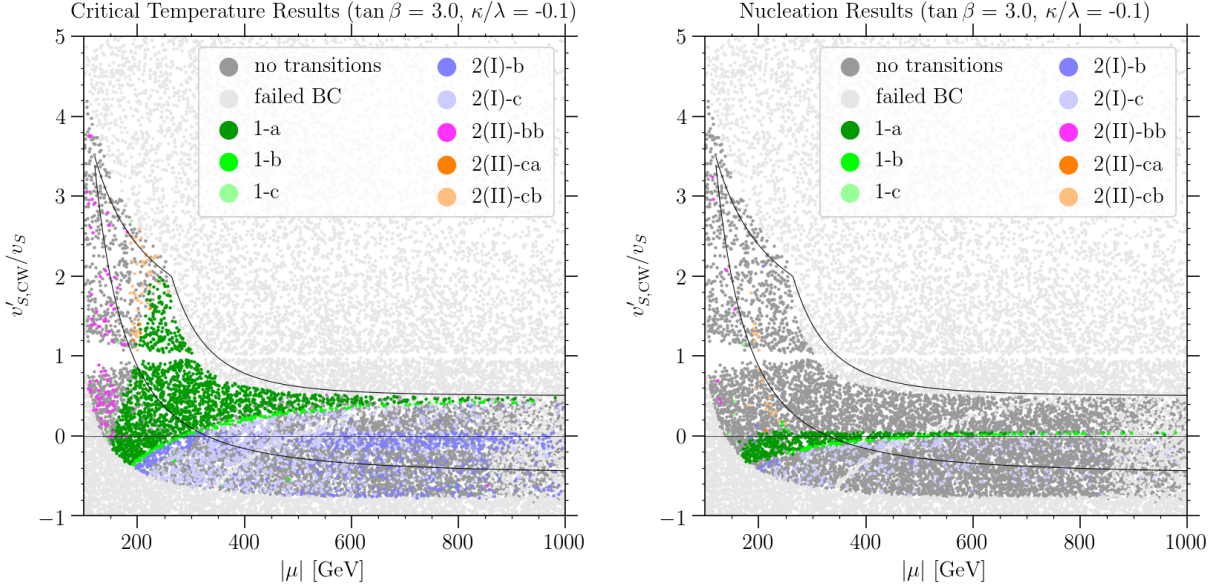 Critical Temperature Results (tan β = 3.0, κ/λ = -0.1)
5
4
3
2
1
0
−1
v′S,CW/vS
no transitions
failed BC
1-a
1-b
1-c
2(I)-b
2(I)-c
2(II)-bb
2(II)-ca
2(II)-cb
200
400
600
800
1000
|μ| [GeV]
Nucleation Results (tan β = 3.0, κ/λ = -0.1)
5
4
3
2
1
0
−1
v′S,CW/vS
no transitions
failed BC
1-a
1-b
1-c
2(I)-b
2(I)-c
2(II)-bb
2(II)-ca
2(II)-cb
200
400
600
800
1000
|μ| [GeV]